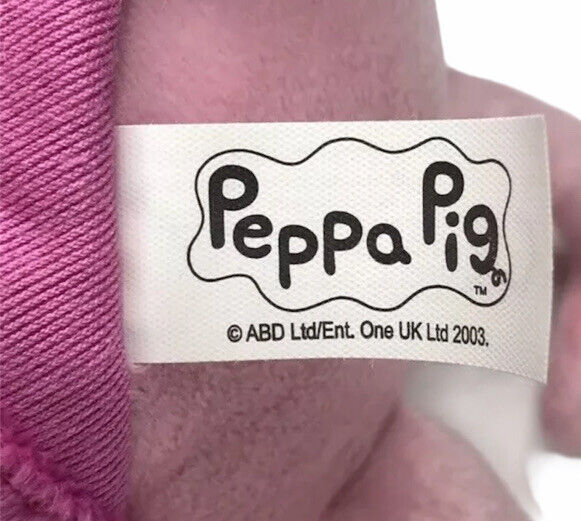 Peppa Pig
TM
© ABD Ltd/Ent. One UK Ltd 2003.